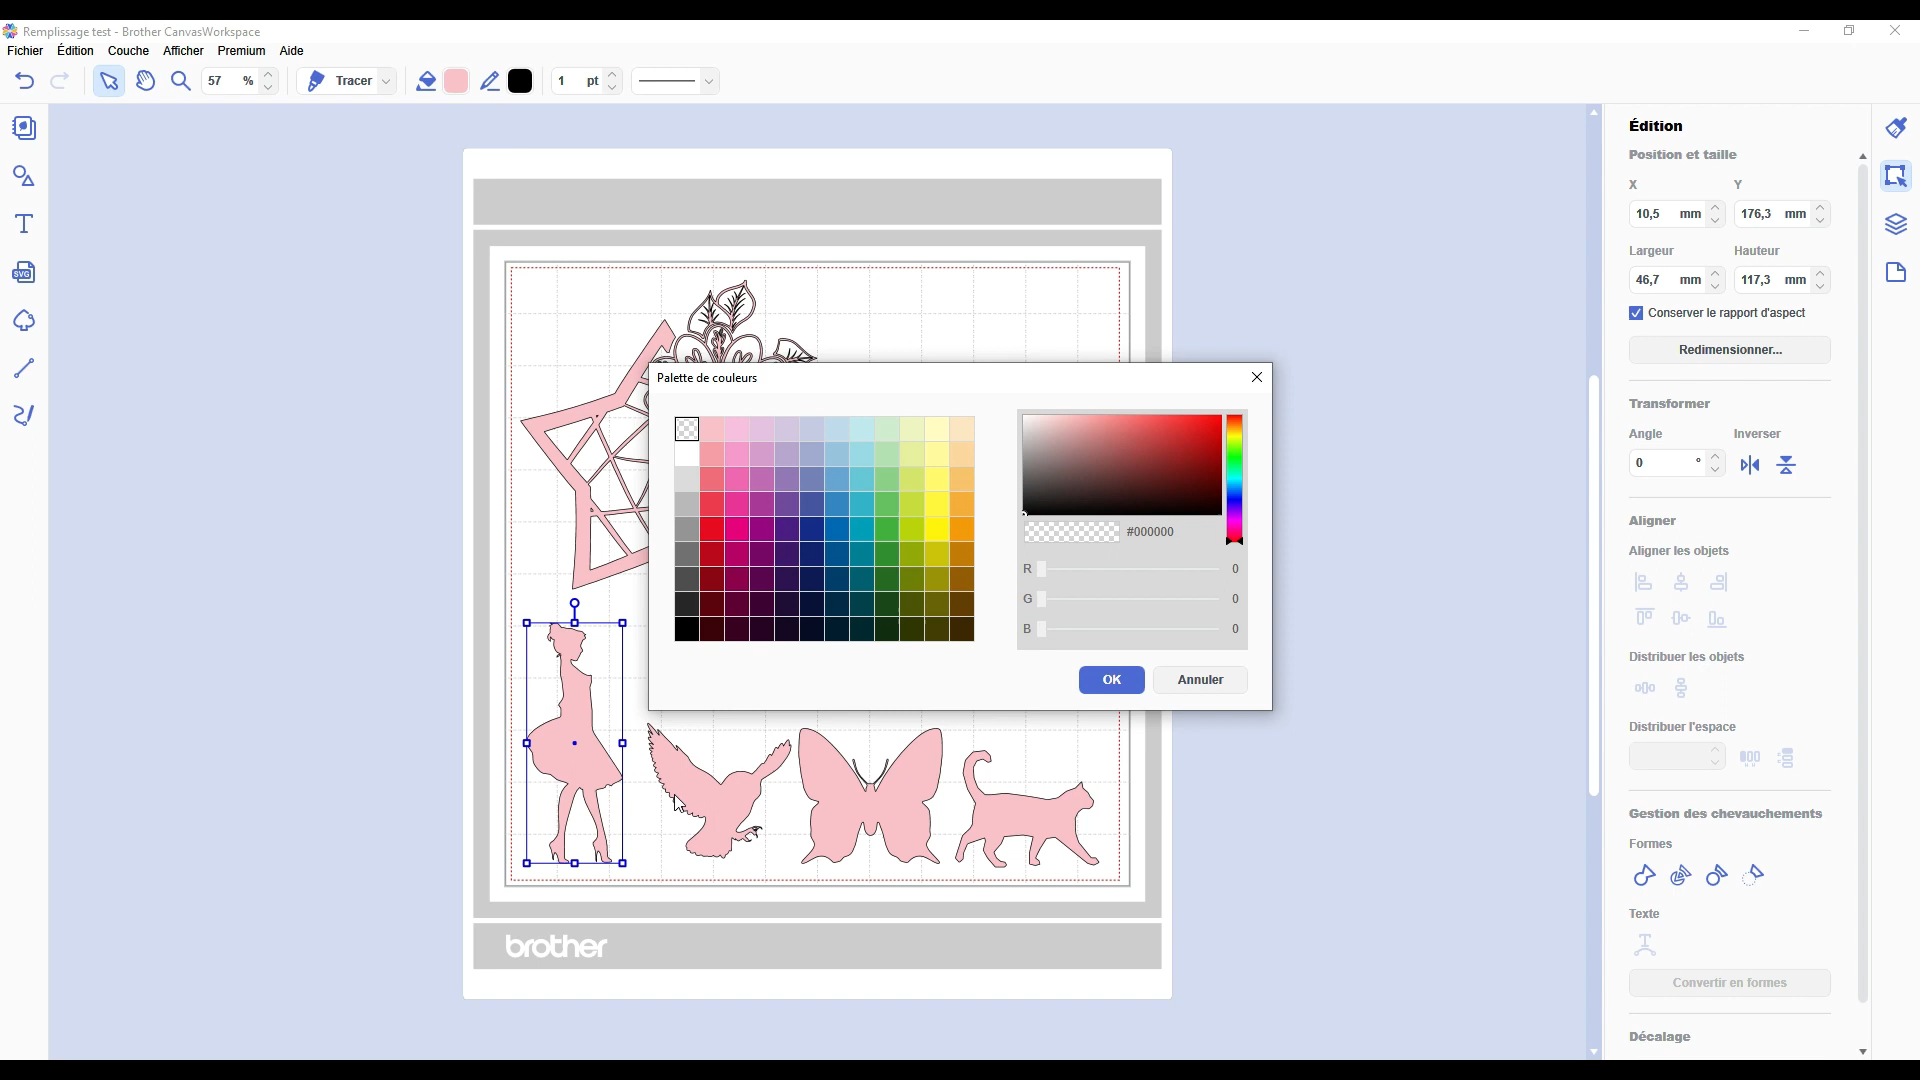 Remplissage test - Brother CanvasWorkspace
Fichier Édition Couche Afficher Premium Aide
57 % Tracer 1 pt
Édition
Position et taille
X Y
10,5 mm 176,3 mm
Largeur Hauteur
46,7 mm 117,3 mm
Conserver le rapport d'aspect
Redimensionner...
Transformer
Angle Inverser
0 °
Aligner
Aligner les objets
Distribuer les objets
Distribuer l'espace
Gestion des chevauchements
Formes
Texte
Convertir en formes
Décalage
SVG
Palette de couleurs
#000000
R 0
G 0
B 0
OK Annuler
brother